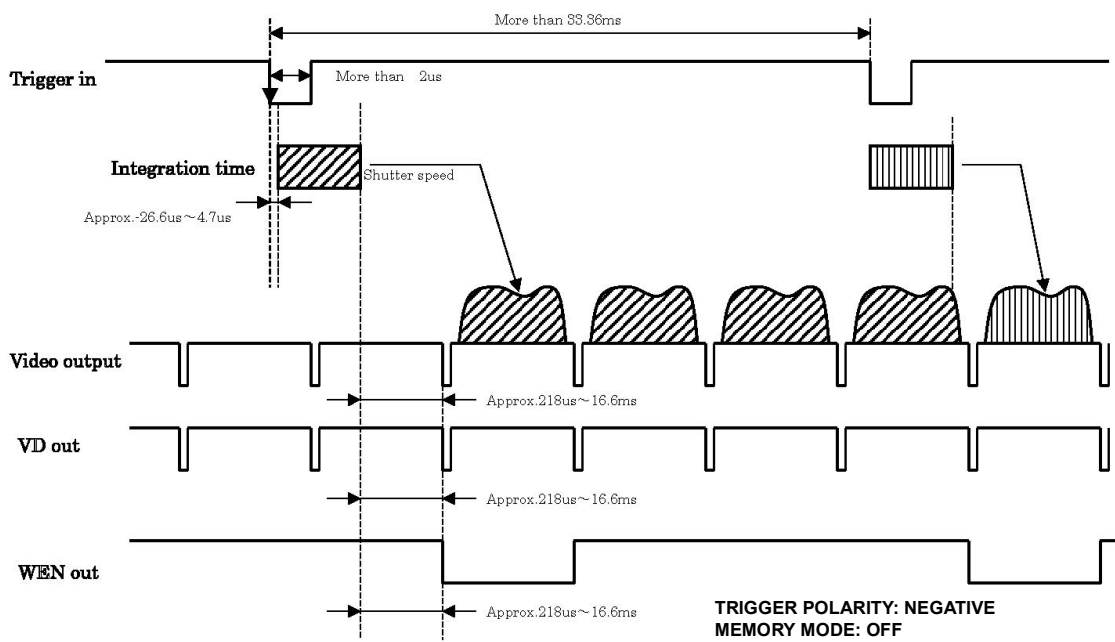 More than 33.36ms
Trigger in
More than 2us
Integration time
Shutter speed
Approx.-26.6us～4.7us
Video output
Approx.218us～16.6ms
VD out
Approx.218us～16.6ms
WEN out
Approx.218us～16.6ms
TRIGGER POLARITY: NEGATIVE
MEMORY MODE: OFF